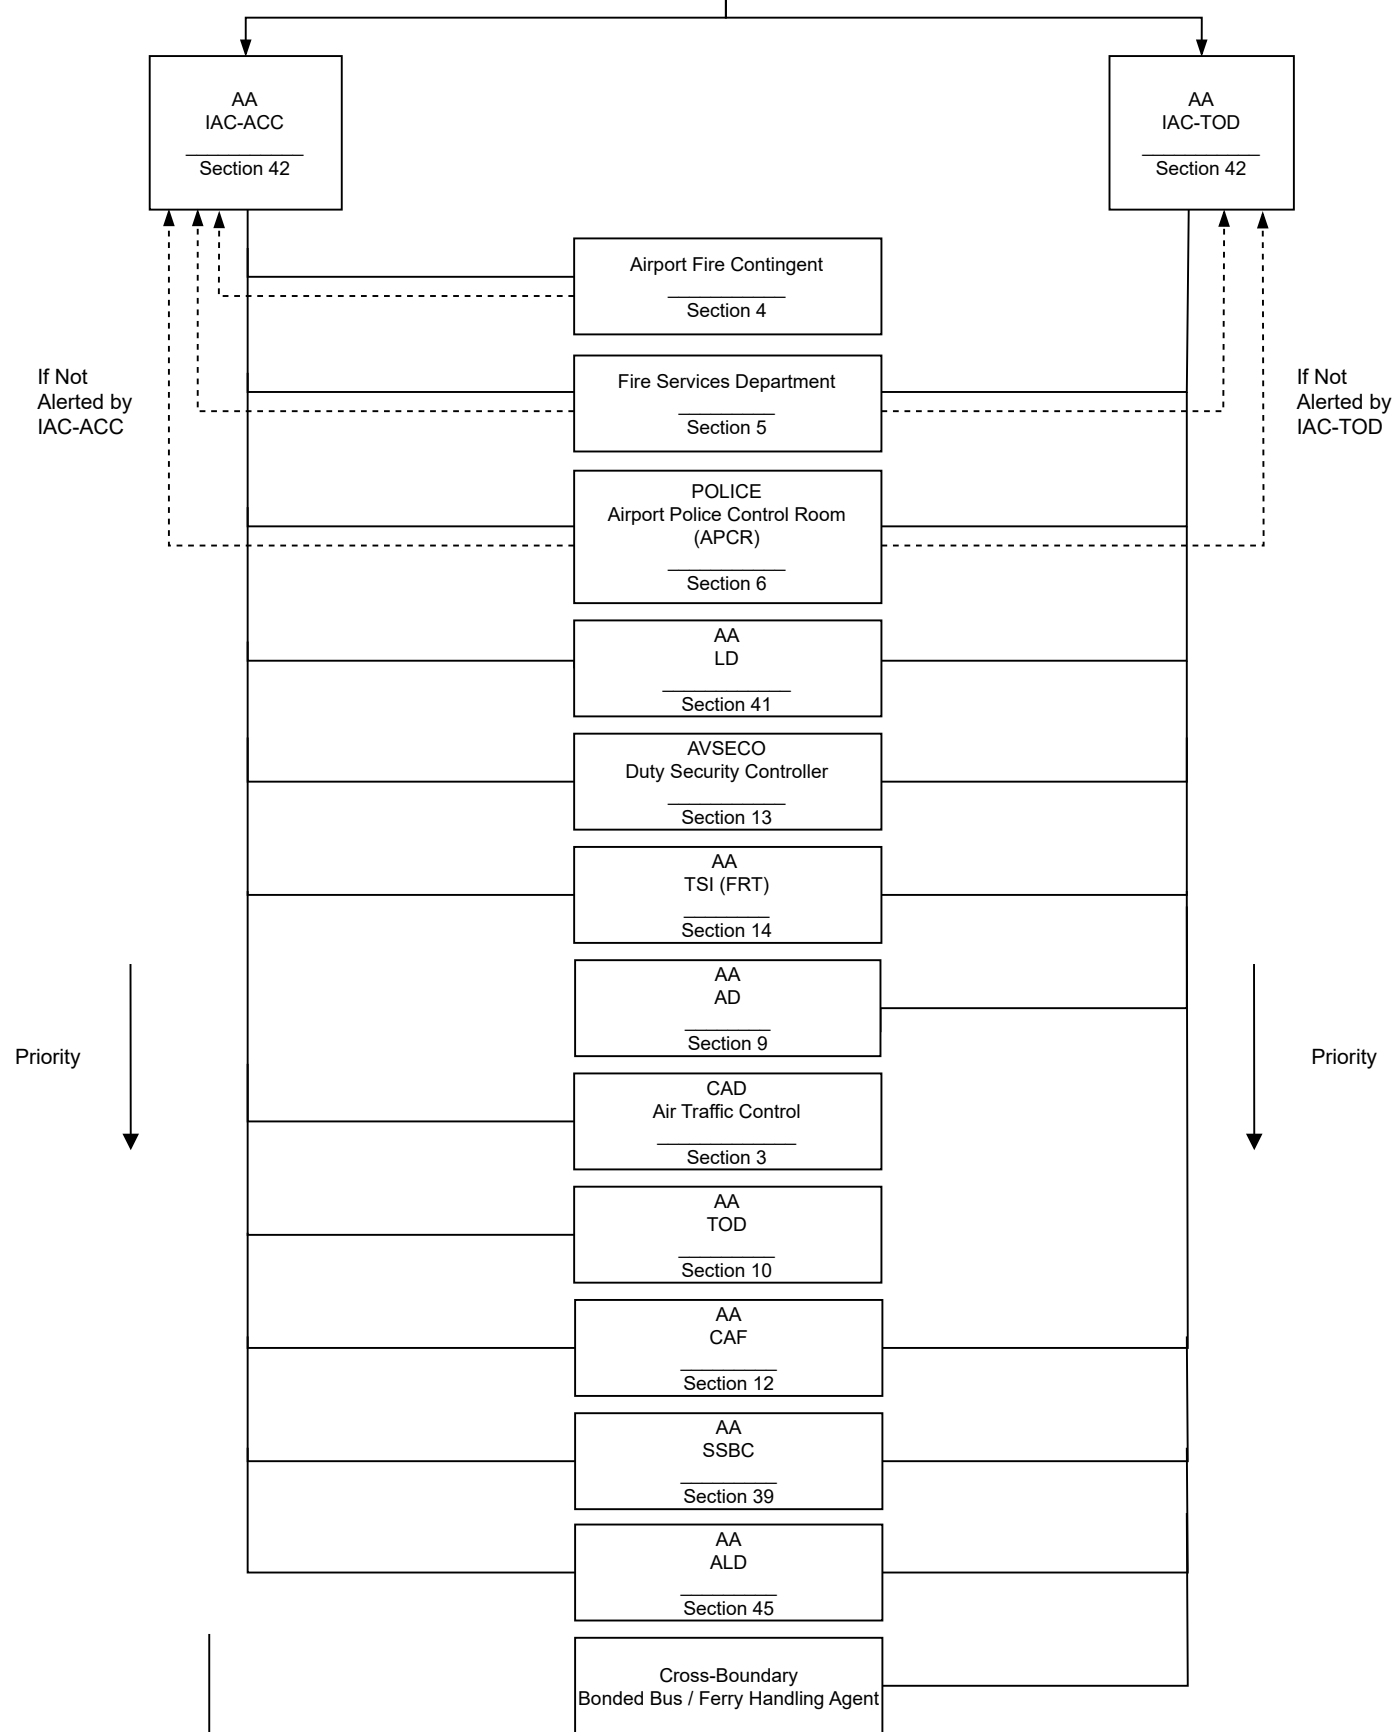 AA
IAC-ACC
Section 42
AA
IAC-TOD
Section 42
Airport Fire Contingent
Section 4
If Not
Alerted by
IAC-ACC
Fire Services Department
Section 5
If Not
Alerted by
IAC-TOD
POLICE
Airport Police Control Room
(APCR)
Section 6
AA
LD
Section 41
AVSECO
Duty Security Controller
Section 13
AA
TSI (FRT)
Section 14
AA
AD
Section 9
Priority
Priority
CAD
Air Traffic Control
Section 3
AA
TOD
Section 10
AA
CAF
Section 12
AA
SSBC
Section 39
AA
ALD
Section 45
Cross-Boundary
Bonded Bus / Ferry Handling Agent